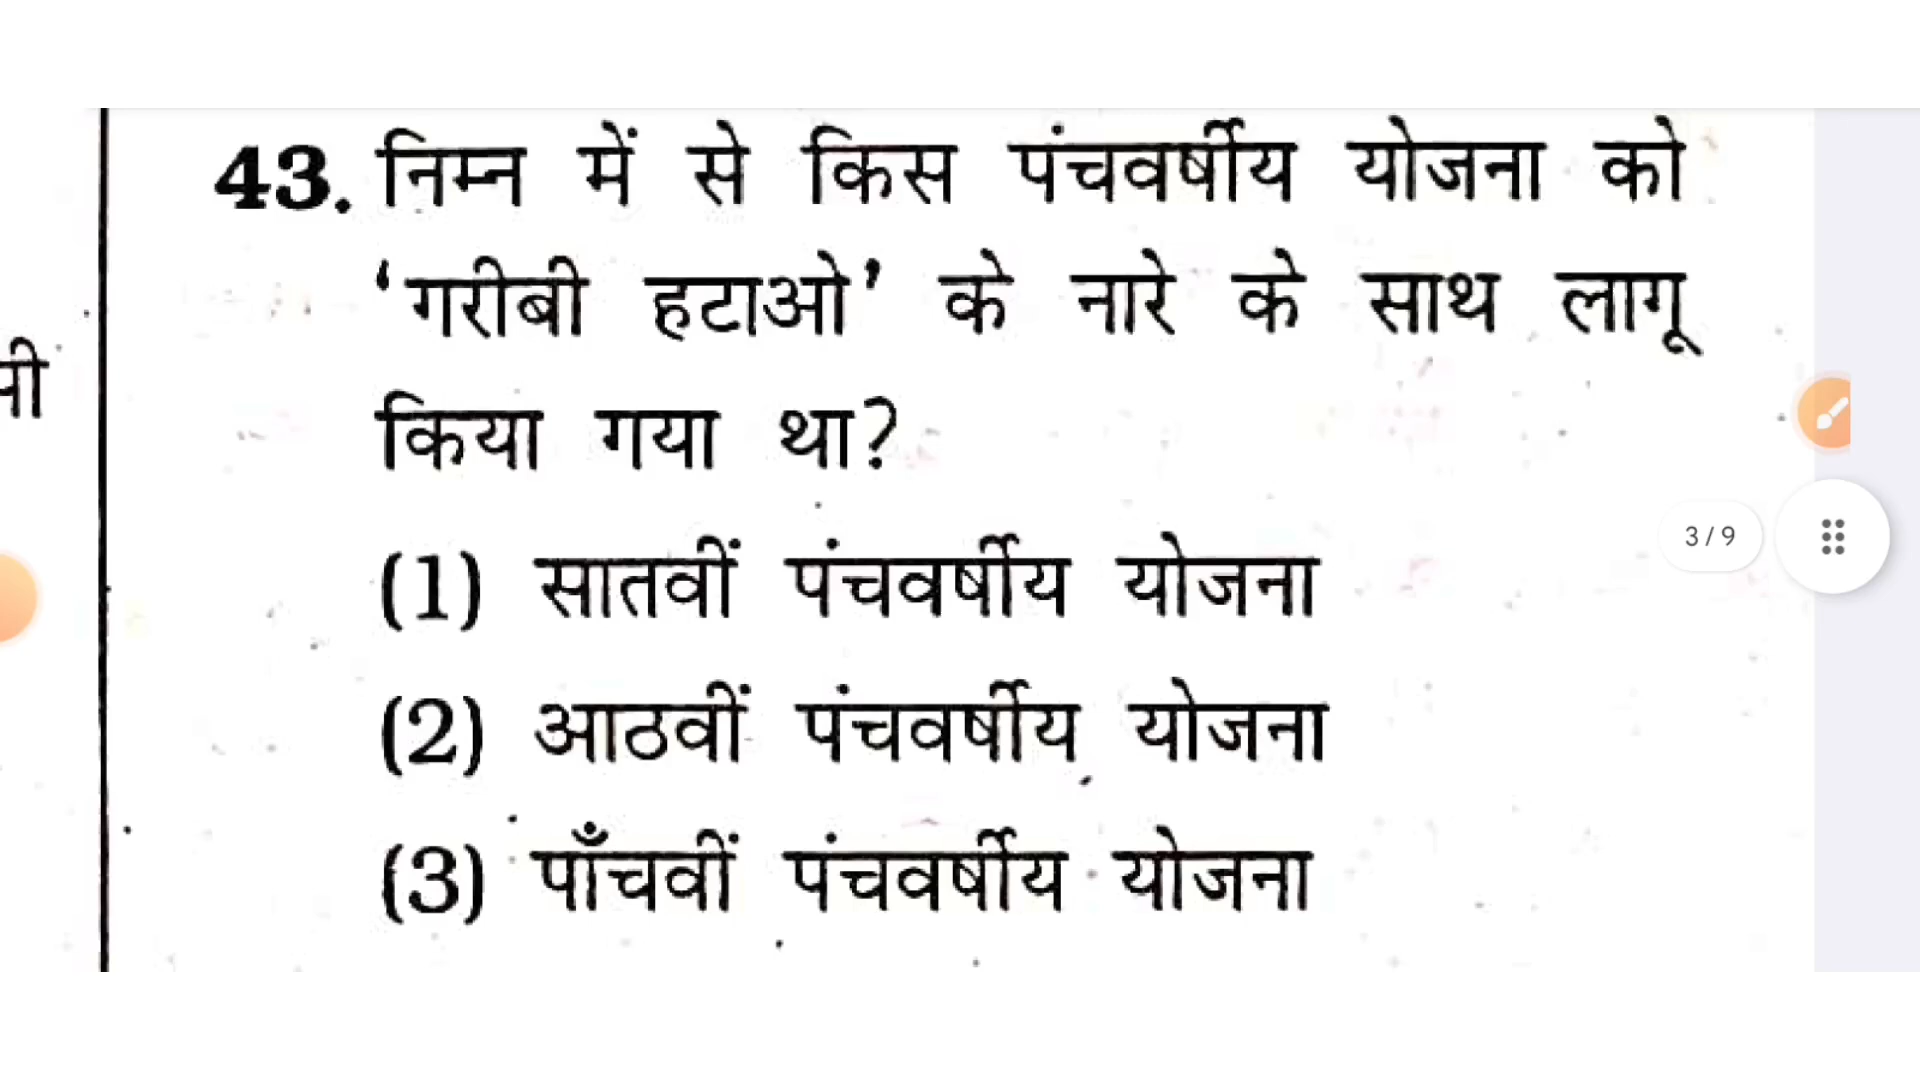 43. निम्न में से किस पंचवर्षीय योजना को
'गरीबी हटाओ' के नारे के साथ लागू
किया गया था?
(1) सातवीं पंचवर्षीय योजना
(2) आठवीं पंचवर्षीय योजना
(3) पाँचवीं पंचवर्षीय योजना
3/9